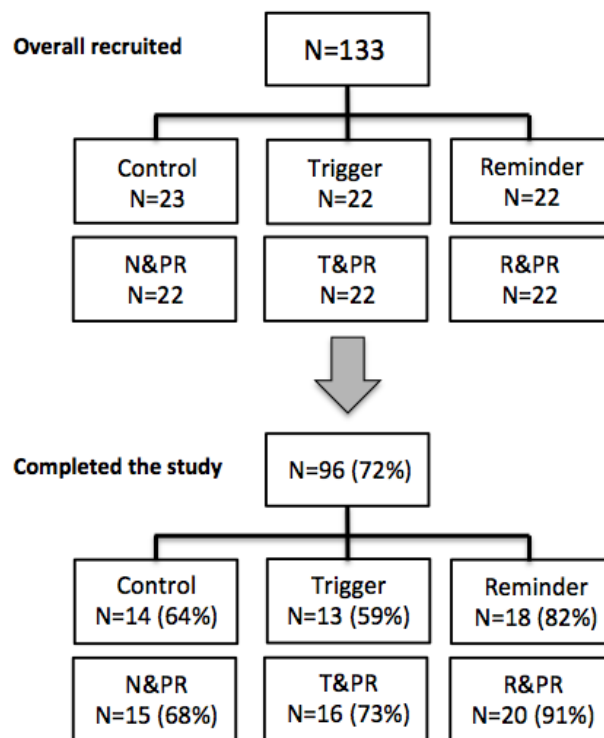 Overall recruited
N=133
Control
N=23
Trigger
N=22
Reminder
N=22
N&PR
N=22
T&PR
N=22
R&PR
N=22
Completed the study
N=96 (72%)
Control
N=14 (64%)
Trigger
N=13 (59%)
Reminder
N=18 (82%)
N&PR
N=15 (68%)
T&PR
N=16 (73%)
R&PR
N=20 (91%)